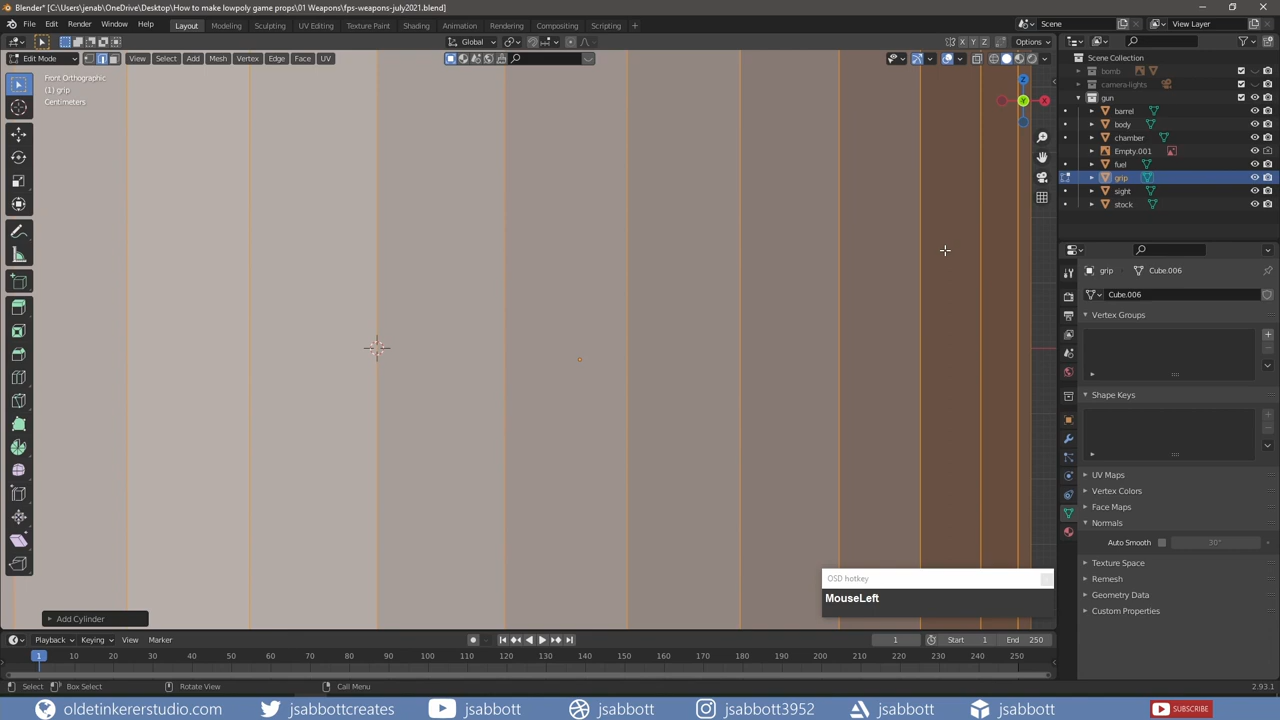 Blender* [C:\Users\jenab\OneDrive\Desktop\How to make lowpoly game props\01 Weapons\fps-weapons-july2021.blend]
File Edit Render Window Help Layout Modeling Sculpting UV Editing Texture Paint Shading Animation Rendering Compositing Scripting Scene View Layer
Global X Y Z Options
Edit Mode View Select Add Mesh Vertex Edge Face UV
Scene Collection
Front Orthographic
(1) grip
Centimeters
bomb
camera-lights
gun
barrel
body
chamber
Empty.001
fuel
grip
sight
stock
Z
Y
X
grip Cube.006
Cube.006
Vertex Groups
Shape Keys
UV Maps
Vertex Colors
Face Maps
Normals
Auto Smooth 30°
Texture Space
Remesh
Geometry Data
Custom Properties
OSD hotkey
MouseLeft
Add Cylinder
Playback Keying View Marker 1 Start 1 End 250
1 10 20 30 40 50 60 70 80 90 100 110 120 130 140 150 160 170 180 190 200 210 220 230 240 250
Select Box Select Rotate View Call Menu 2.93.1
oldetinkererstudio.com jsabbottcreates jsabbott jsabbott jsabbott3952 jsabbott jsabbott SUBSCRIBE